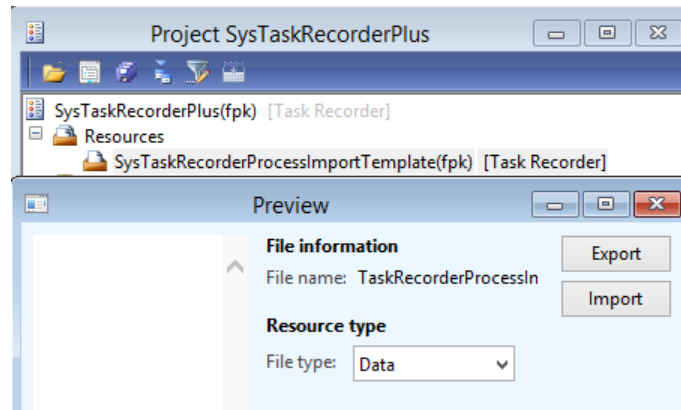 Project SysTaskRecorderPlus
SysTaskRecorderPlus(fpk) [Task Recorder]
Resources
SysTaskRecorderProcessImportTemplate(fpk) [Task Recorder]
Preview
File information
Export
File name: TaskRecorderProcessIn
Import
Resource type
File type: Data